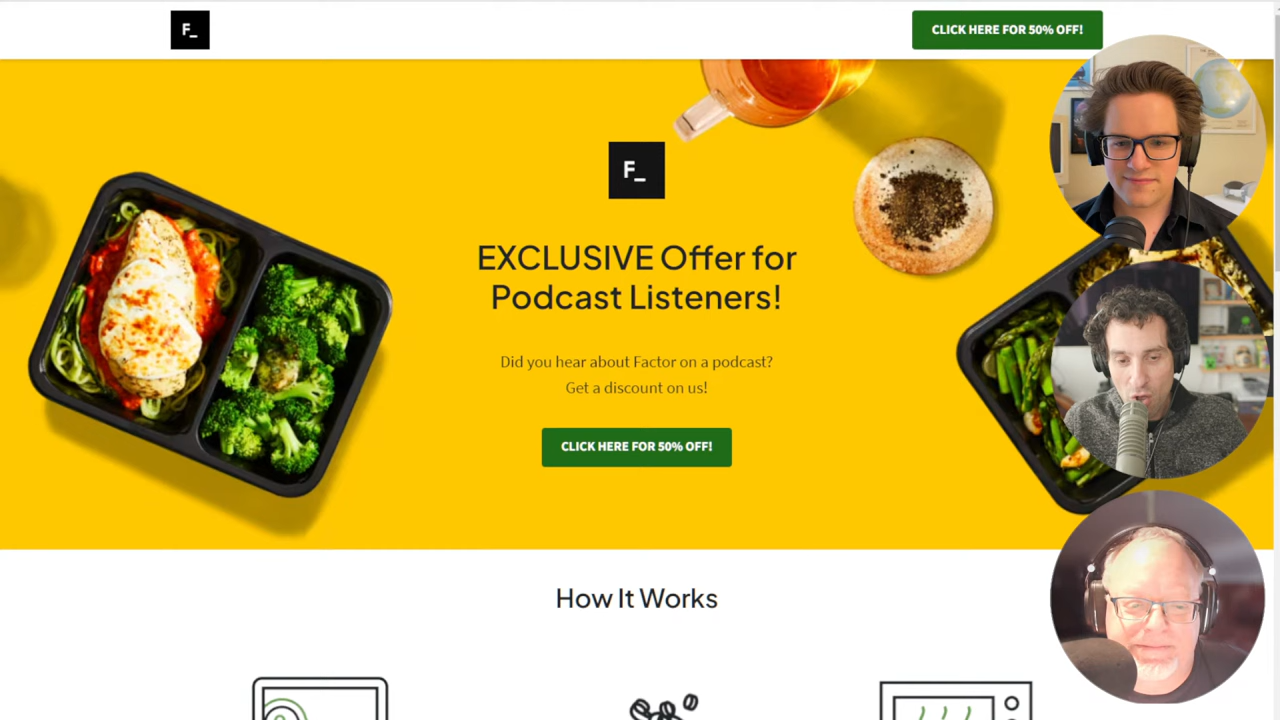 F_
CLICK HERE FOR 50% OFF!
F_
EXCLUSIVE Offer for
Podcast Listeners!
Did you hear about Factor on a podcast?
Get a discount on us!
CLICK HERE FOR 50% OFF!
How It Works